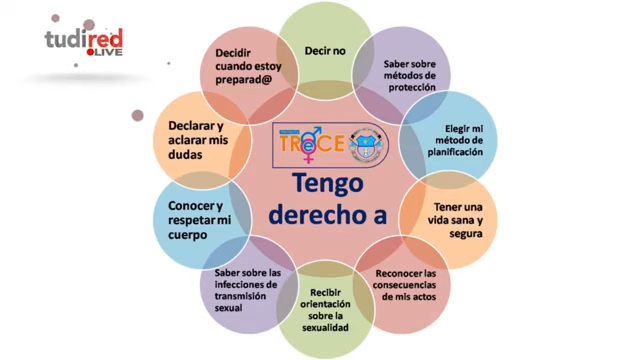 tudired
LIVE
Decir no
Saber sobre
métodos de
protección
Elegir mi
método de
planificación
Tener una
vida sana y
segura
Reconocer las
consecuencias
de mis actos
Recibir
orientación
sobre la
sexualidad
Saber sobre las
infecciones de
transmisión
sexual
Conocer y
respetar mi
cuerpo
Declarar y
aclarar mis
dudas
Decidir
cuando estoy
preparad@
TReCE
Tengo
derecho a